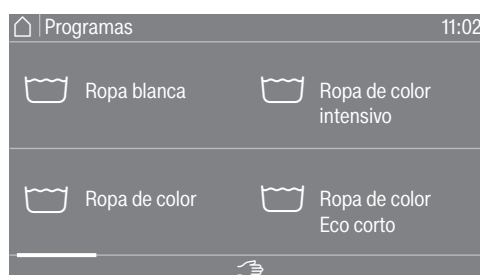 Programas 11:02
Ropa blanca
Ropa de color
intensivo
Ropa de color
Ropa de color
Eco corto